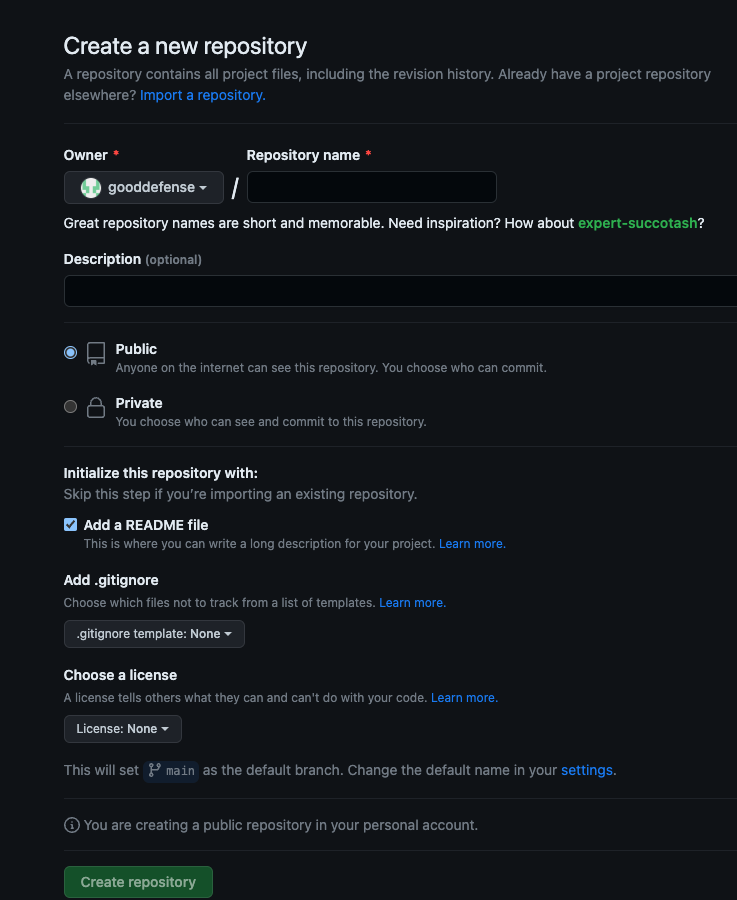 Create a new repository
A repository contains all project files, including the revision history. Already have a project repository
elsewhere? Import a repository.
Owner * Repository name *
gooddefense /
Great repository names are short and memorable. Need inspiration? How about expert-succotash?
Description (optional)
Public
Anyone on the internet can see this repository. You choose who can commit.
Private
You choose who can see and commit to this repository.
Initialize this repository with:
Skip this step if you’re importing an existing repository.
Add a README file
This is where you can write a long description for your project. Learn more.
Add .gitignore
Choose which files not to track from a list of templates. Learn more.
.gitignore template: None
Choose a license
A license tells others what they can and can't do with your code. Learn more.
License: None
This will set main as the default branch. Change the default name in your settings.
You are creating a public repository in your personal account.
Create repository